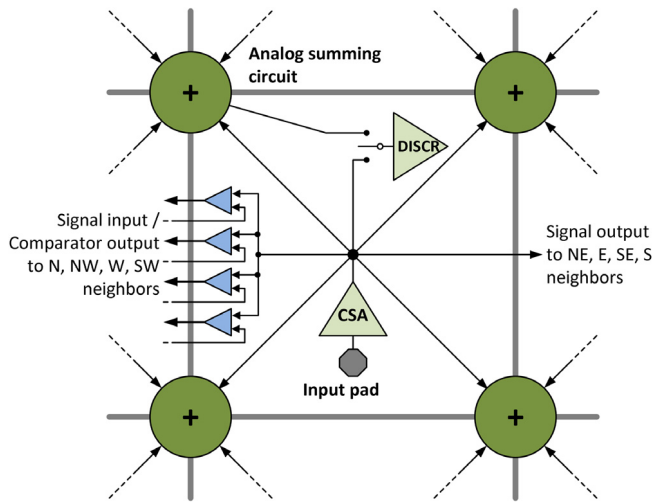 Analog summing
circuit
+
+
DISCR
Signal input /
Comparator output
to N, NW, W, SW
neighbors
Signal output
to NE, E, SE, S
neighbors
CSA
Input pad
+
+